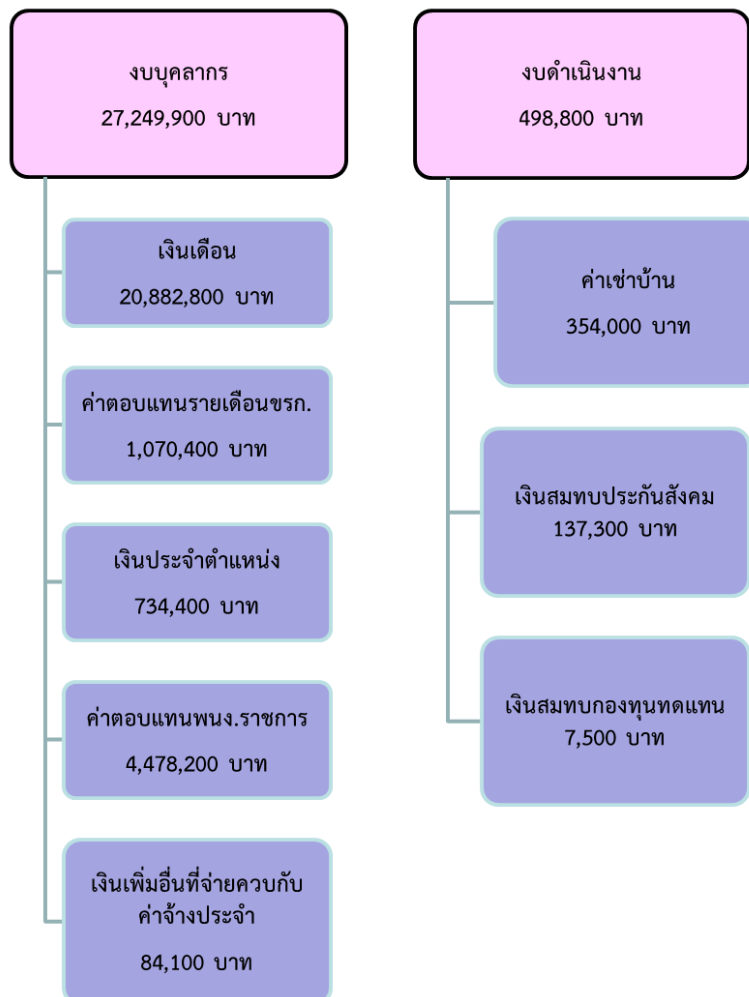 งบบุคลากร
27,249,900 บาท
เงินเดือน
20,882,800 บาท
ค่าตอบแทนรายเดือนขรก.
1,070,400 บาท
เงินประจำตำแหน่ง
734,400 บาท
ค่าตอบแทนพนง.ราชการ
4,478,200 บาท
เงินเพิ่มอื่นที่จ่ายควบกับ
ค่าจ้างประจำ
84,100 บาท
งบดำเนินงาน
498,800 บาท
ค่าเช่าบ้าน
354,000 บาท
เงินสมทบประกันสังคม
137,300 บาท
เงินสมทบกองทุนทดแทน
7,500 บาท